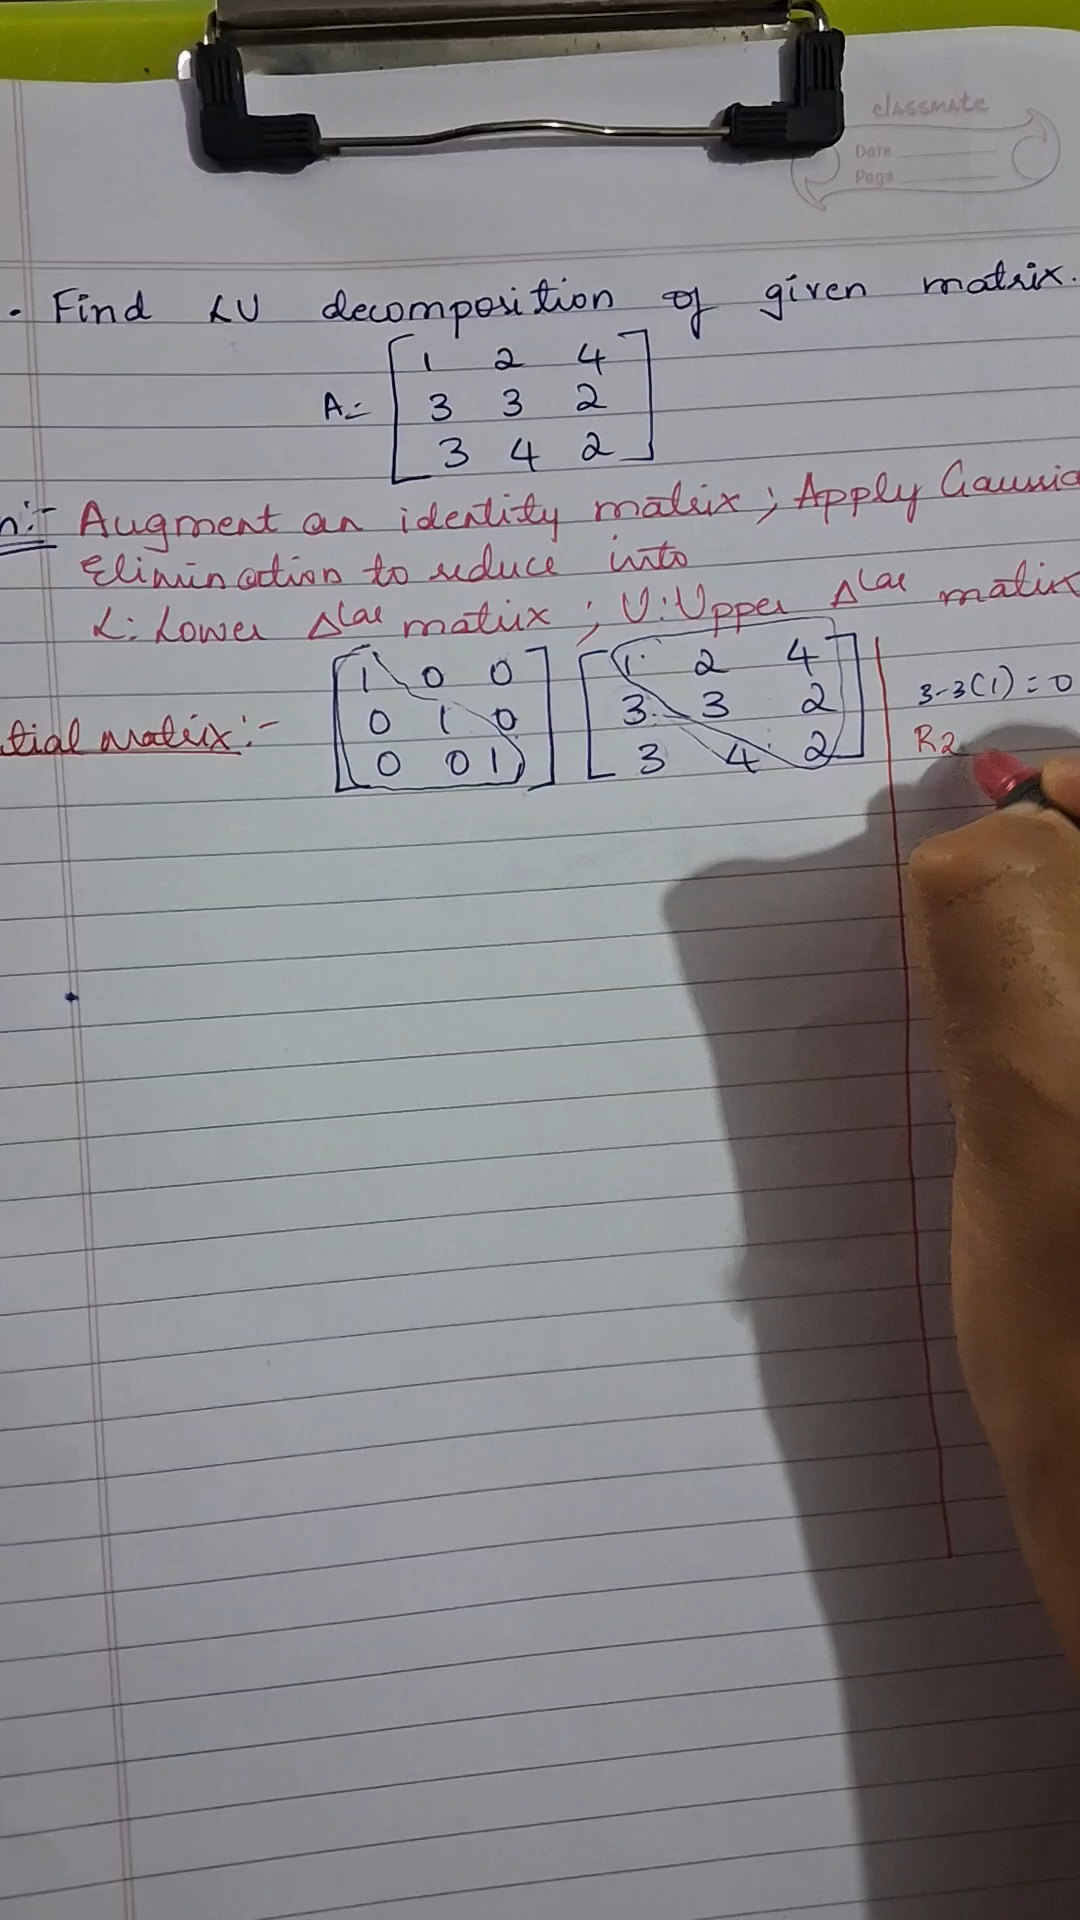 classmate
Date
Page
. Find LU decomposition of given matrix.
A= [ 1 2 4
3 3 2
3 4 2 ]
n:- Augment an identity matrix ; Apply Gaussia
Elimination to reduce into
L: Lower Δlar matrix ; U: Upper Δlar matrix
[ 1 0 0 ] [ 1 2 4 ]
0 1 0 3 3 2 3-3(1)=0
tial matrix:- 0 0 1 3 4 2 R2